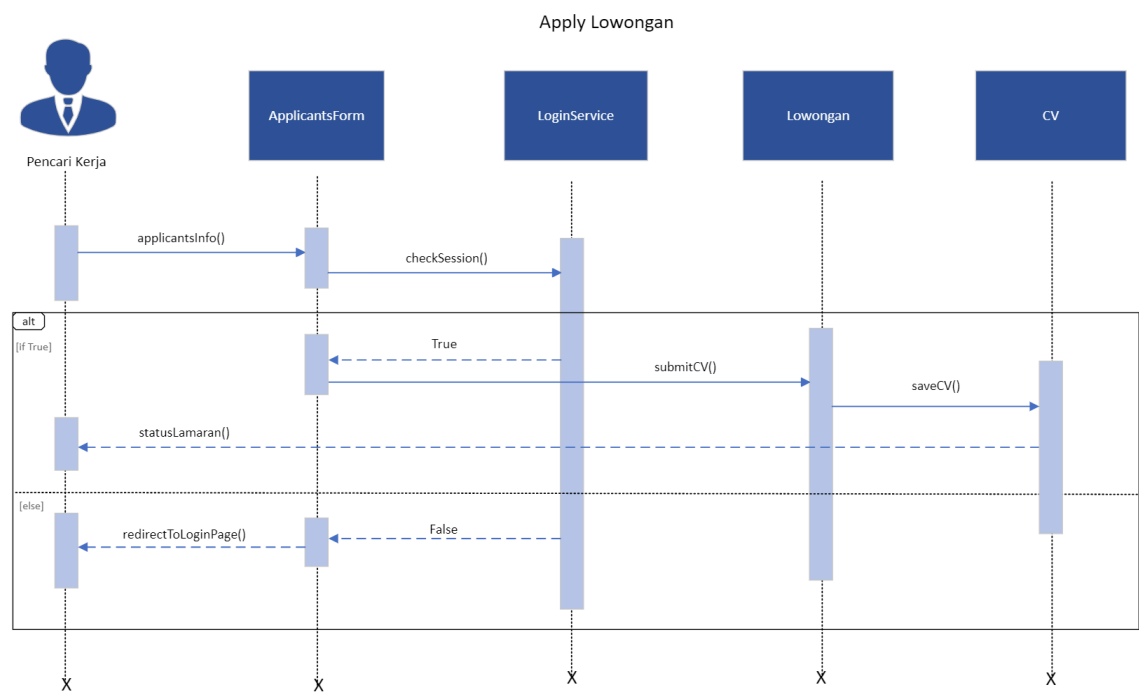 Apply Lowongan
Pencari Kerja
ApplicantsForm
LoginService
Lowongan
CV
applicantsInfo()
checkSession()
alt
[if True]
True
submitCV()
saveCV()
statusLamaran()
[else]
False
redirectToLoginPage()
X
X
X
X
X